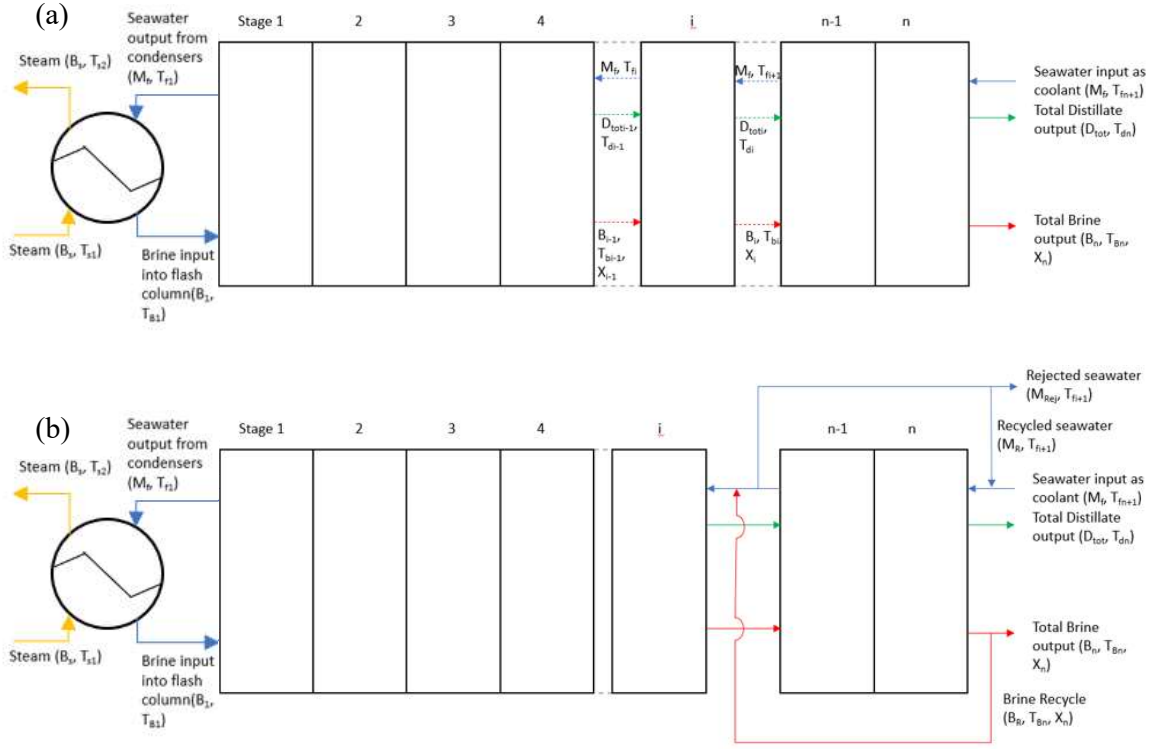 (a)
Seawater
output from
condensers
(Mf, Tf1)
Stage 1
2
3
4
i
n-1
n
Steam (Bs, Ts2)
Mf, Tfi
Mf, Tfi+1
Seawater input as
coolant (Mf, Tfn+1)
Total Distillate
output (Dtot, Tdn)
Dtoti-1,
Tdi-1
Dtoti,
Tdi
Steam (Bs, Ts1)
Brine input
into flash
column(B1,
TB1)
Bi-1,
Tbi-1,
Xi-1
Bi, Tbi
Xi
Total Brine
output (Bn, TBn,
Xn)
(b)
Seawater
output from
condensers
(Mf, Tf1)
Stage 1
2
3
4
i
n-1
n
Rejected seawater
(MRej, Tfi+1)
Recycled seawater
(MR, Tfi+1)
Steam (Bs, Ts2)
Seawater input as
coolant (Mf, Tfn+1)
Total Distillate
output (Dtot, Tdn)
Steam (Bs, Ts1)
Brine input
into flash
column(B1,
TB1)
Total Brine
output (Bn, TBn,
Xn)
Brine Recycle
(BR, TBn, Xn)